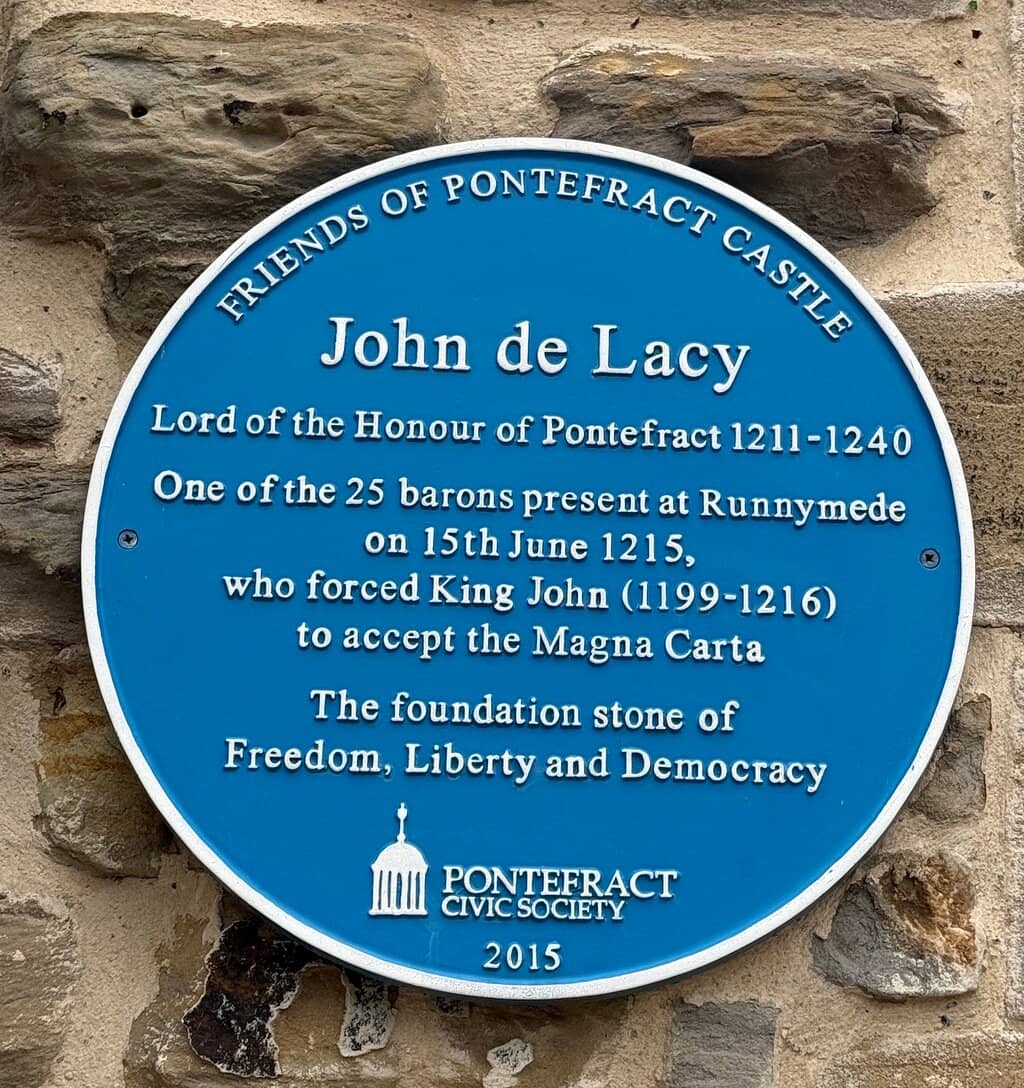 FRIENDS OF PONTEFRACT CASTLE
John de Lacy
Lord of the Honour of Pontefract 1211-1240
One of the 25 barons present at Runnymede
on 15th June 1215,
who forced King John (1199-1216)
to accept the Magna Carta
The foundation stone of
Freedom, Liberty and Democracy
PONTEFRACT
CIVIC SOCIETY
2015